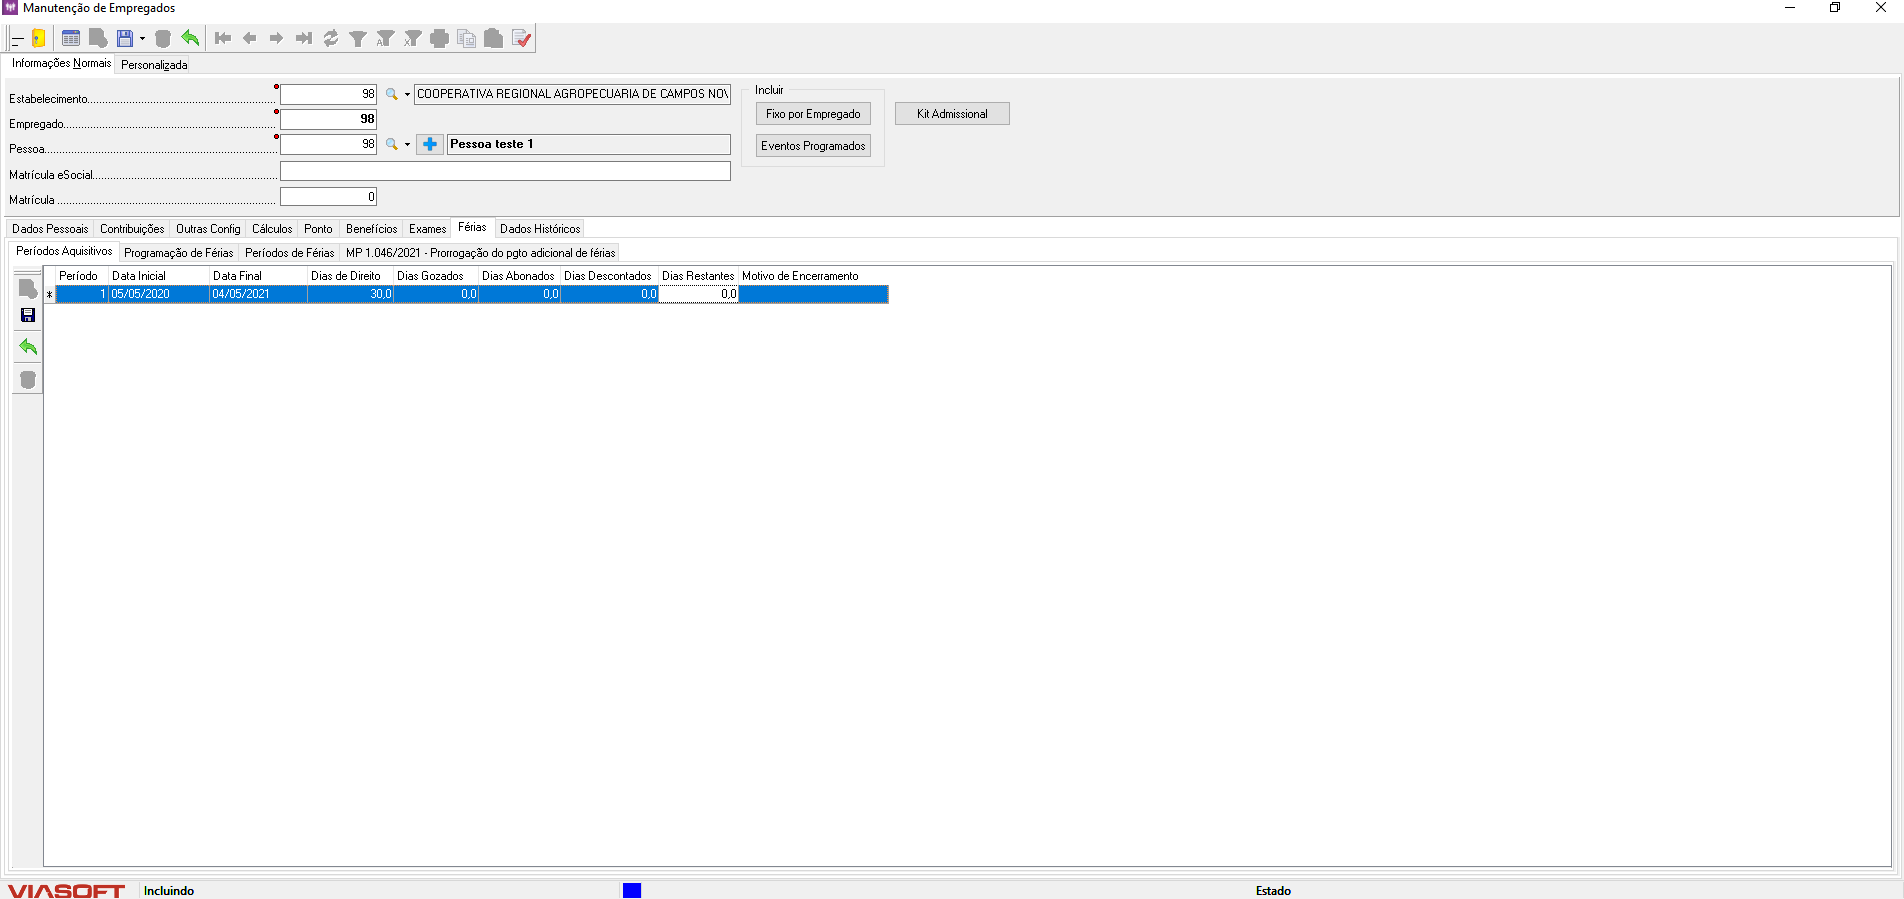 Manutenção de Empregados
Informações Normais Personalizada
Estabelecimento 98 COOPERATIVA REGIONAL AGROPECUARIA DE CAMPOS NOV
Empregado 98
Pessoa 98 Pessoa teste 1
Matrícula eSocial
Matrícula 0
Incluir
Fixo por Empregado
Eventos Programados
Kit Admissional
Dados Pessoais Contribuições Outras Config Cálculos Ponto Benefícios Exames Férias Dados Históricos
Períodos Aquisitivos Programação de Férias Períodos de Férias MP 1.046/2021 - Prorrogação do pgto adicional de férias
Período Data Inicial Data Final Dias de Direito Dias Gozados Dias Abonados Dias Descontados Dias Restantes Motivo de Encerramento
* 1 05/05/2020 04/05/2021 30,0 0,0 0,0 0,0 0,0
VIASOFT Incluindo Estado